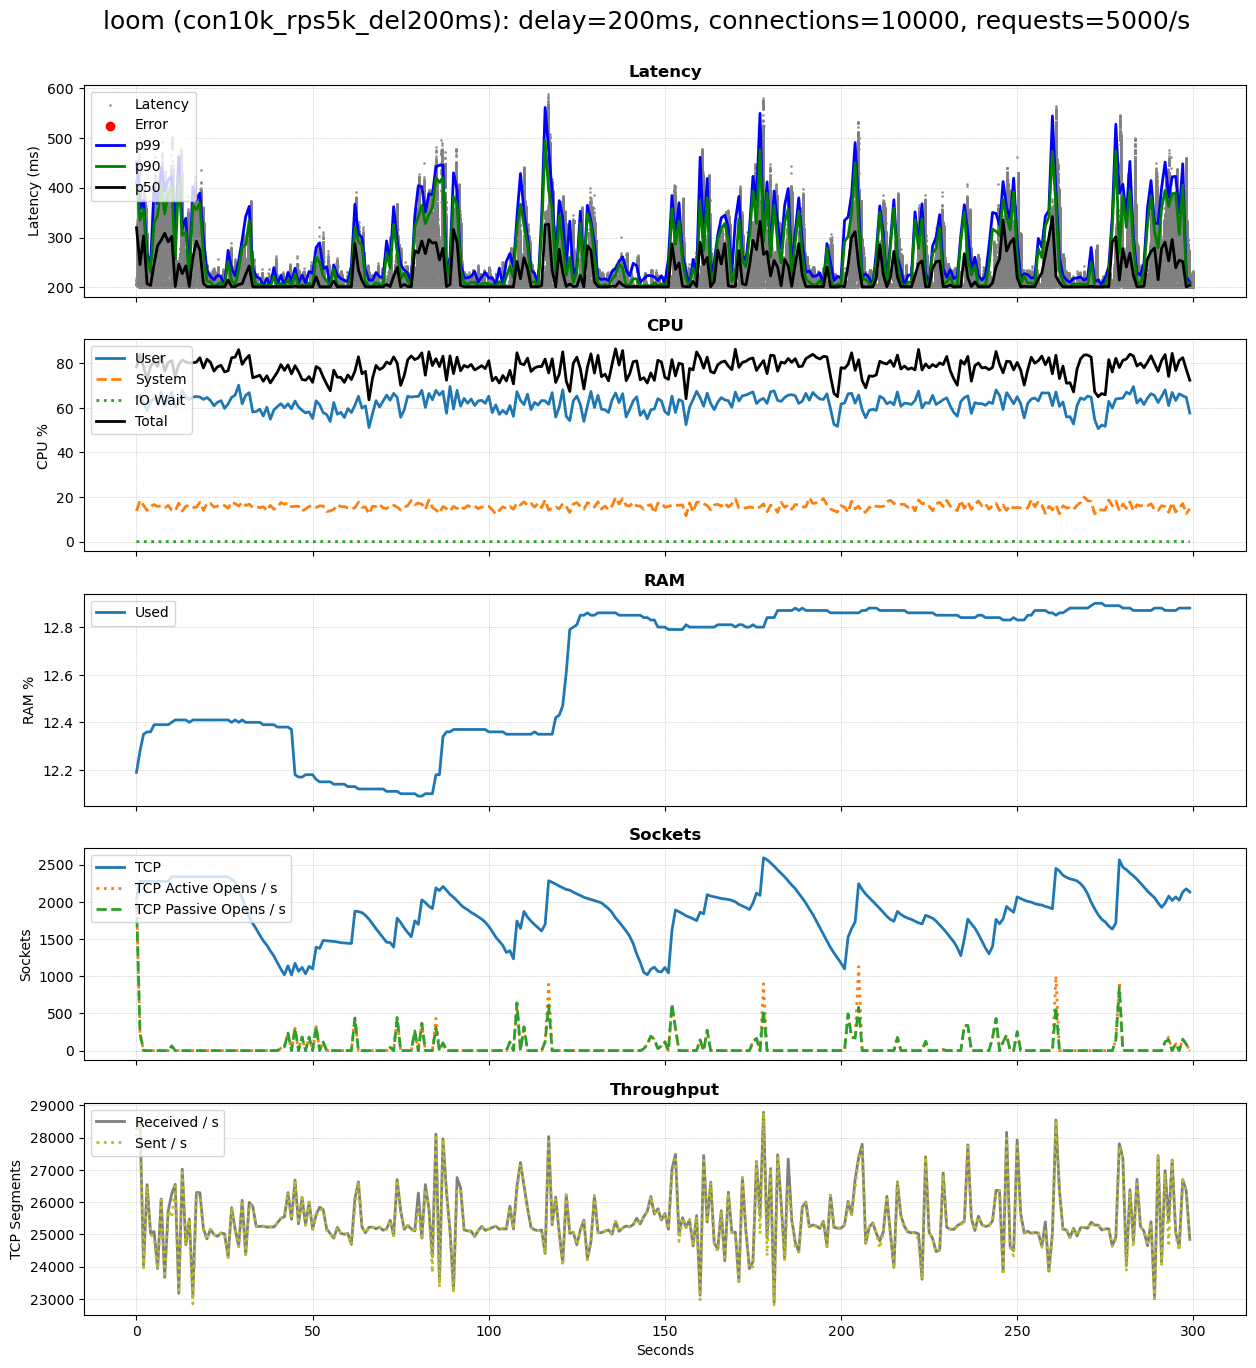 loom (con10k_rps5k_del200ms): delay=200ms, connections=10000, requests=5000/s
Latency
600
500
400
300
200
Latency (ms)
Latency
Error
p99
p90
p50
CPU
80
60
40
20
0
CPU %
User
System
IO Wait
Total
RAM
12.8
12.6
12.4
12.2
RAM %
Used
Sockets
2500
2000
1500
1000
500
0
Sockets
TCP
TCP Active Opens / s
TCP Passive Opens / s
Throughput
29000
28000
27000
26000
25000
24000
23000
TCP Segments
Received / s
Sent / s
0 50 100 150 200 250 300
Seconds